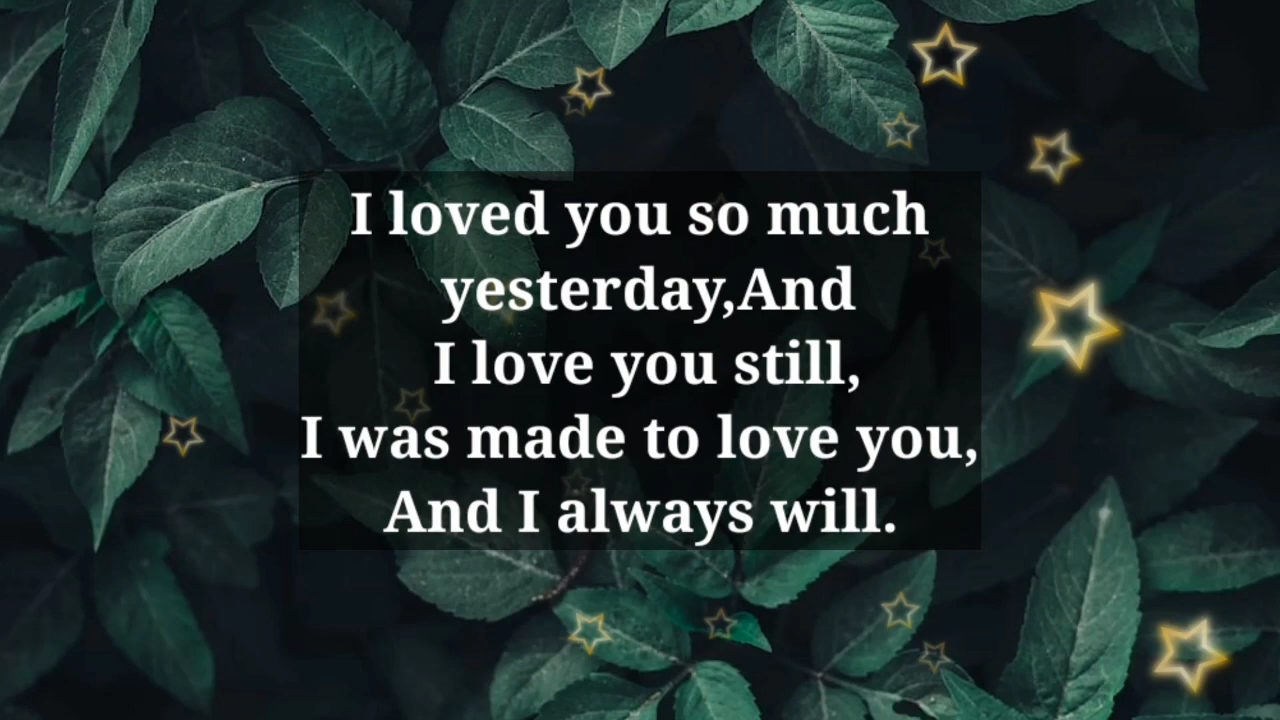 I loved you so much
yesterday,And
I love you still,
I was made to love you,
And I always will.